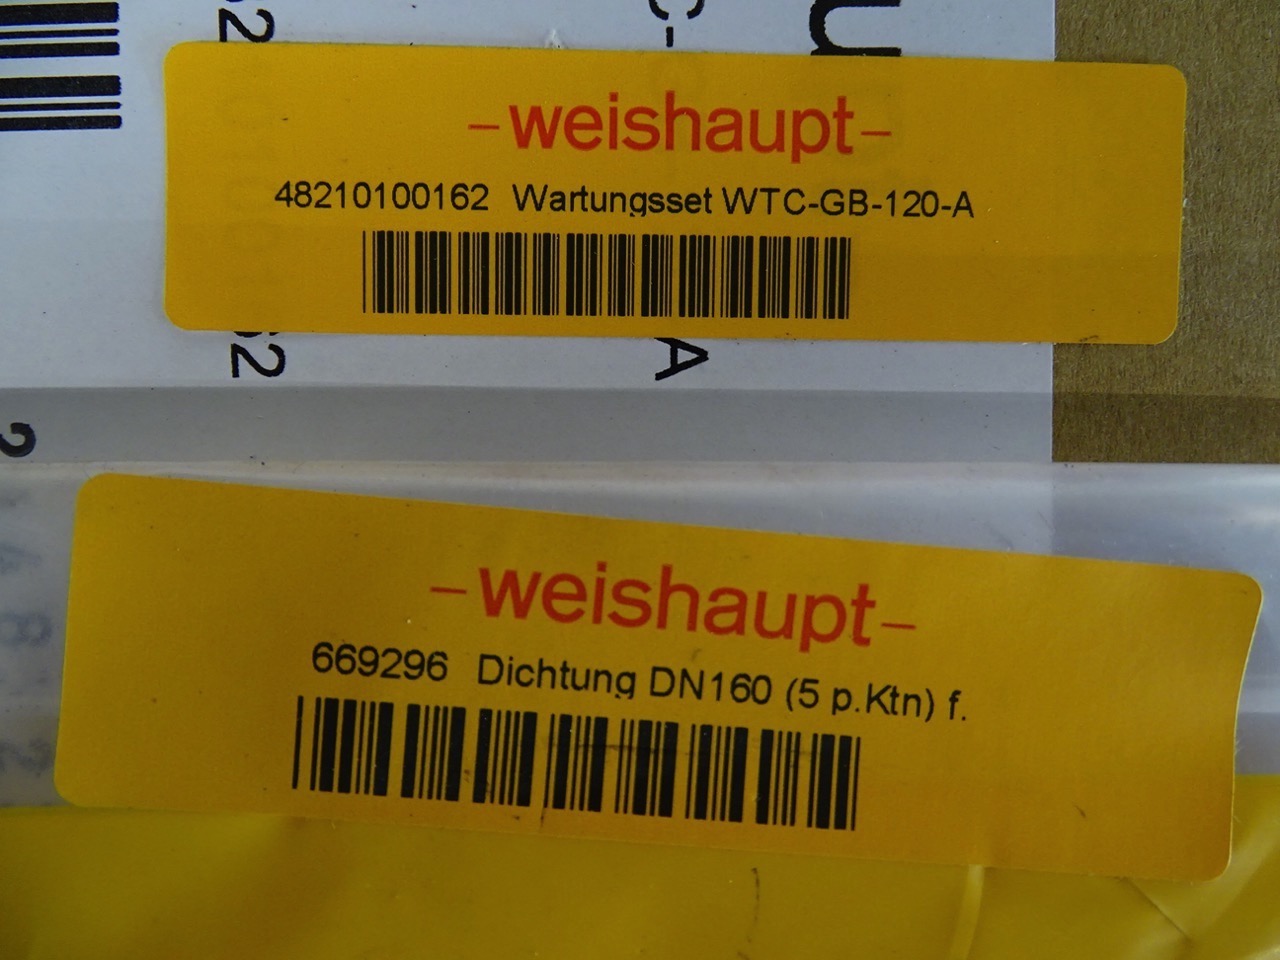 -weishaupt-
48210100162 Wartungsset WTC-GB-120-A
-weishaupt-
669296 Dichtung DN160 (5 p.Ktn) f.